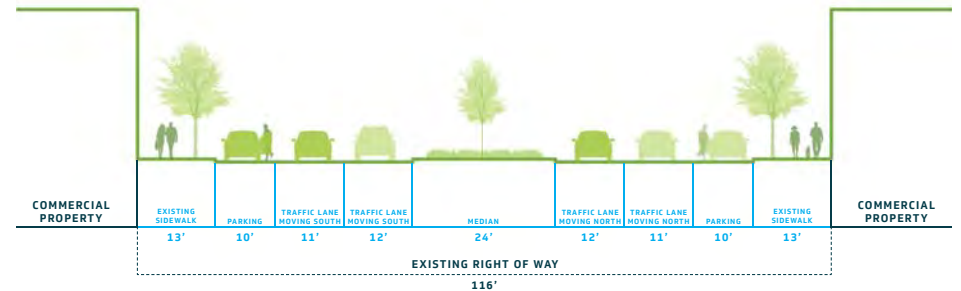 COMMERCIAL
PROPERTY
EXISTING
SIDEWALK
PARKING
TRAFFIC LANE
MOVING SOUTH
TRAFFIC LANE
MOVING SOUTH
MEDIAN
TRAFFIC LANE
MOVING NORTH
TRAFFIC LANE
MOVING NORTH
PARKING
EXISTING
SIDEWALK
COMMERCIAL
PROPERTY
13’
10’
11’
12’
24’
12’
11’
10’
13’
EXISTING RIGHT OF WAY
116’